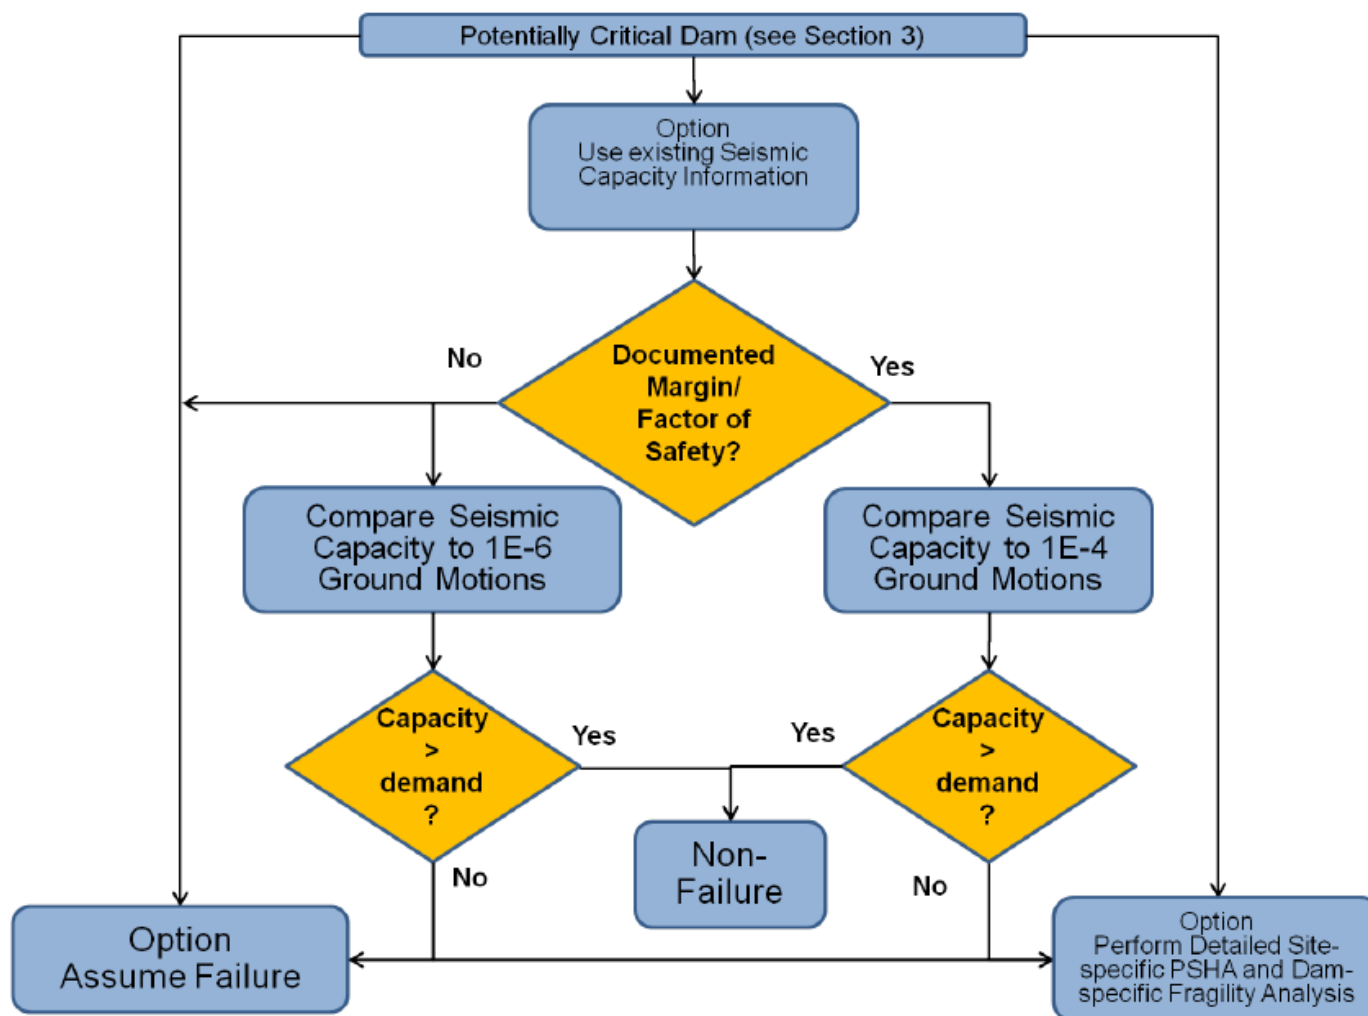 Potentially Critical Dam (see Section 3)
Option
Use existing Seismic
Capacity Information
No
Documented
Margin/
Factor of
Safety?
Yes
Compare Seismic
Capacity to 1E-6
Ground Motions
Compare Seismic
Capacity to 1E-4
Ground Motions
Capacity
>
demand
?
Yes
Yes
Capacity
>
demand
?
No
Non-
Failure
No
Option
Assume Failure
Option
Perform Detailed Site-
specific PSHA and Dam-
specific Fragility Analysis